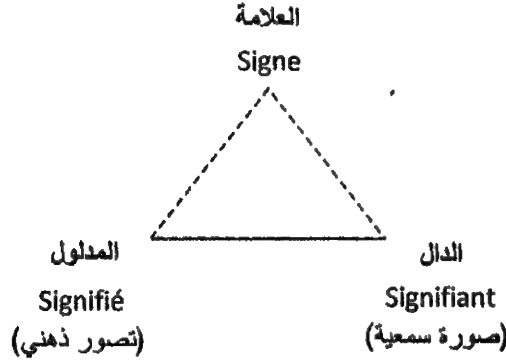 العلامة
Signe
الدال
Signifiant
(صورة سمعية)
المدلول
Signifié
(تصور ذهني)